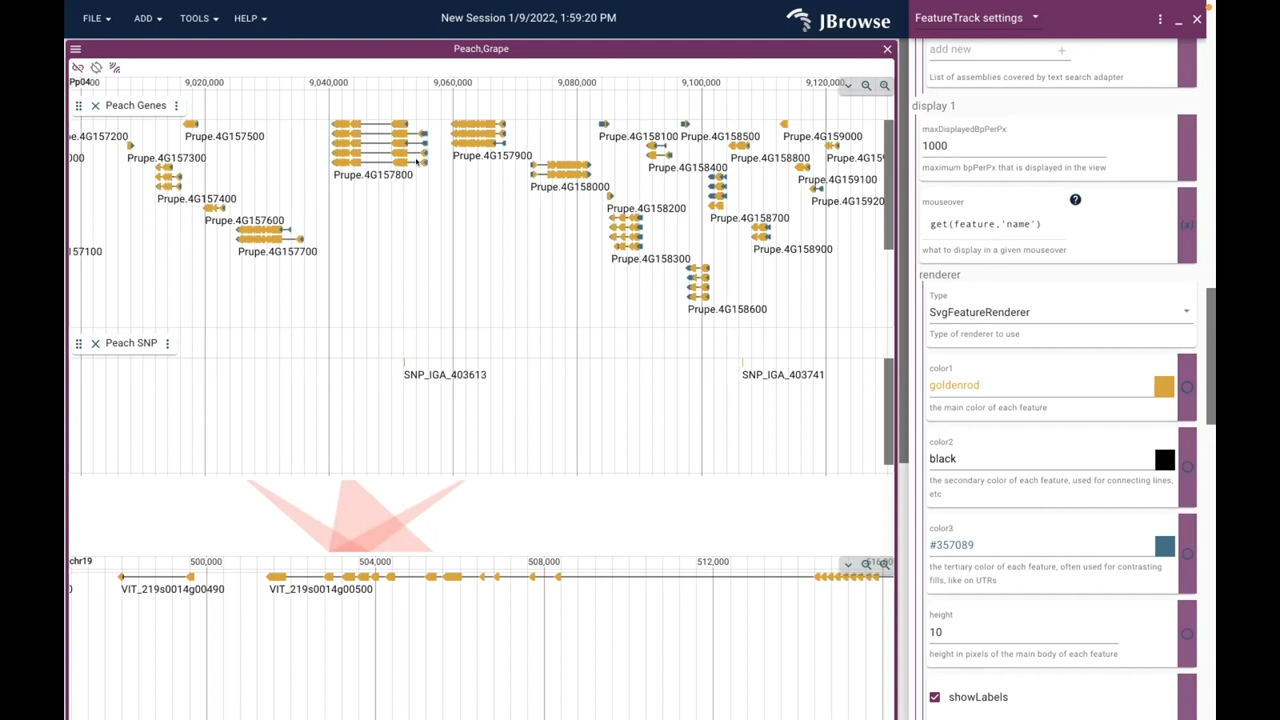 FILE ADD TOOLS HELP
New Session 1/9/2022, 1:59:20 PM
JBrowse
Peach,Grape
Pp04
9,020,000 9,040,000 9,060,000 9,080,000 9,100,000 9,120,000
Peach Genes
Prupe.4G157500 Prupe.4G158100 Prupe.4G158500 Prupe.4G159000
Prupe.4G157300 Prupe.4G157900 Prupe.4G158800
Prupe.4G158400
Prupe.4G157800 Prupe.4G159100
Prupe.4G158000
Prupe.4G157400
Prupe.4G158200
Prupe.4G157600 Prupe.4G158700
Prupe.4G157700 Prupe.4G158900
Prupe.4G158300
Prupe.4G158600
Peach SNP
SNP_IGA_403613 SNP_IGA_403741
chr19
500,000 504,000 508,000 512,000
VIT_219s0014g00490 VIT_219s0014g00500
FeatureTrack settings
add new
List of assemblies covered by text search adapter
display 1
maxDisplayedBpPerPx
1000
maximum bpPerPx that is displayed in the view
mouseover
get(feature,'name')
what to display in a given mouseover
renderer
Type
SvgFeatureRenderer
Type of renderer to use
color1
goldenrod
the main color of each feature
color2
black
the secondary color of each feature, used for connecting lines,
etc
color3
#357089
the tertiary color of each feature, often used for contrasting
fills, like on UTRs
height
10
height in pixels of the main body of each feature
showLabels